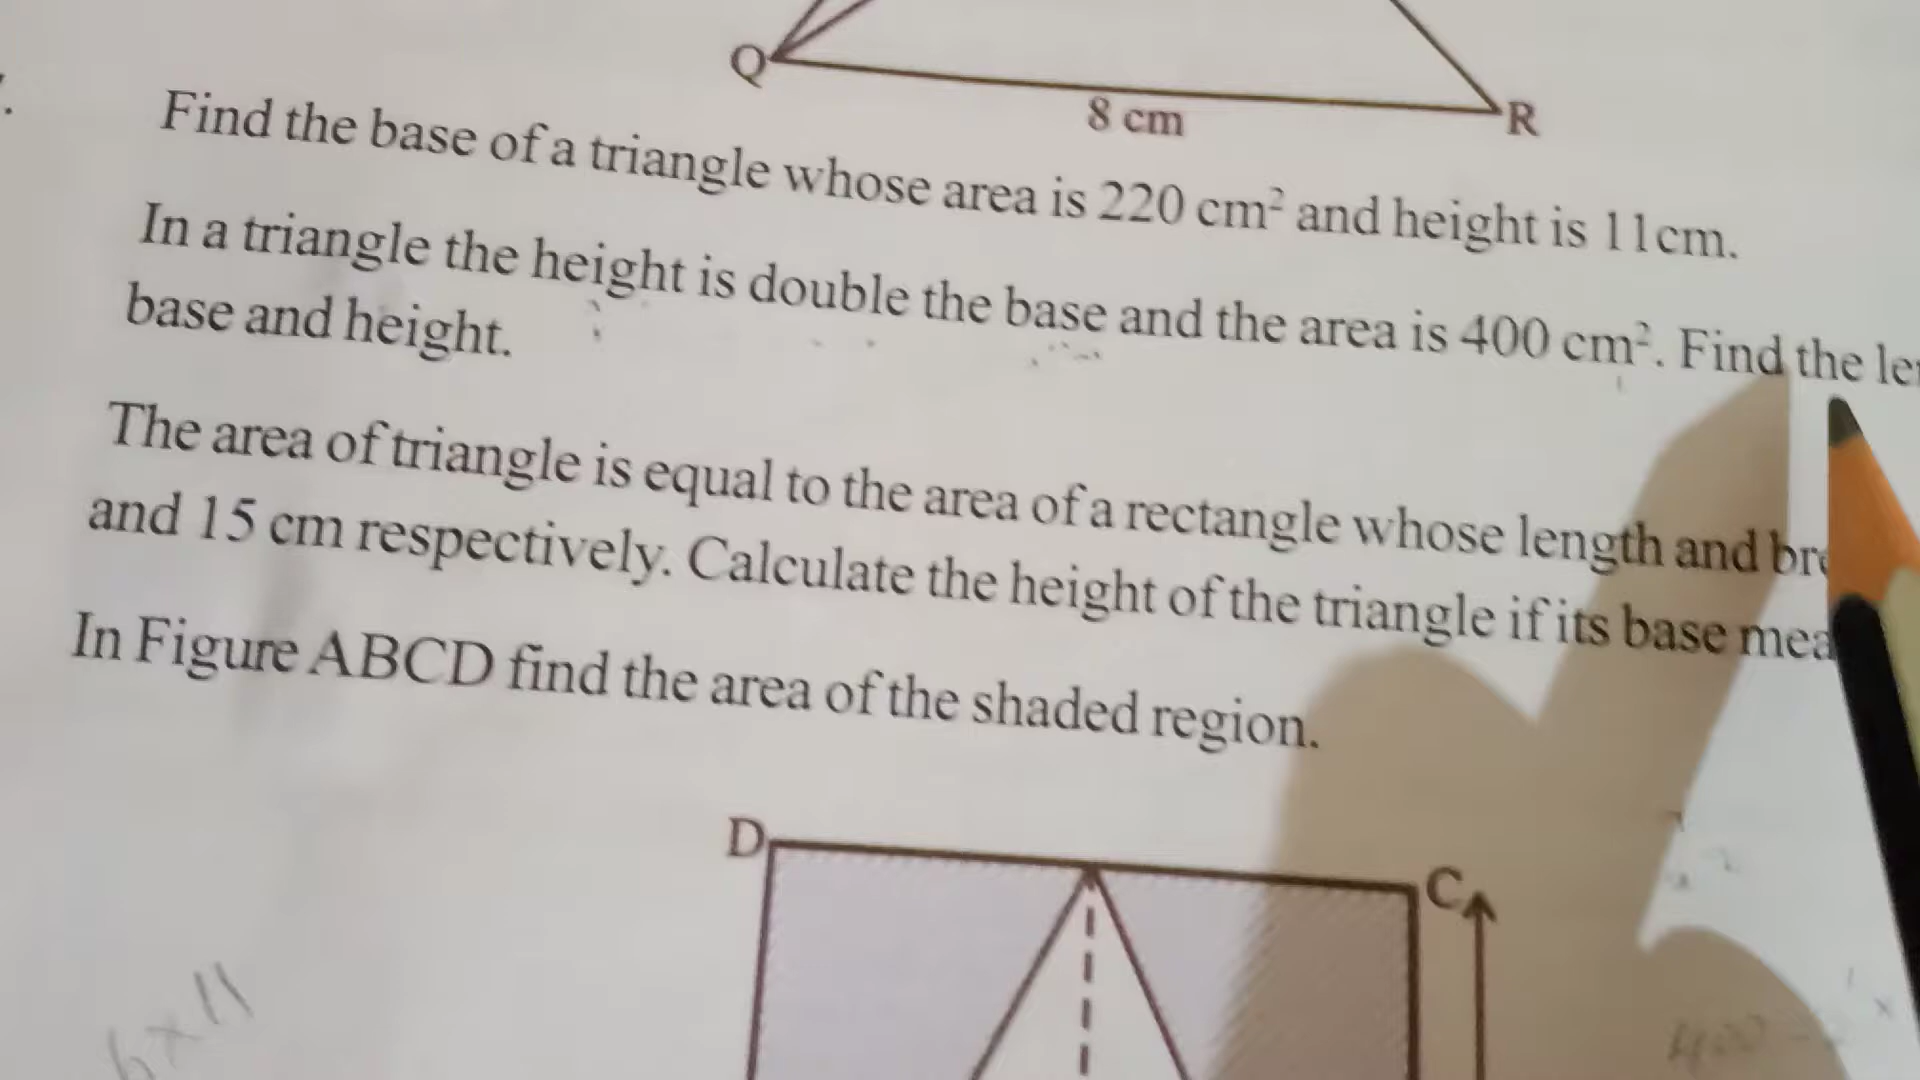 Q
8 cm
R
Find the base of a triangle whose area is 220 cm² and height is 11cm.
In a triangle the height is double the base and the area is 400 cm². Find the
base and height.
The area of triangle is equal to the area of a rectangle whose length and
and 15 cm respectively. Calculate the height of the triangle if its base
In Figure ABCD find the area of the shaded region.
D
C